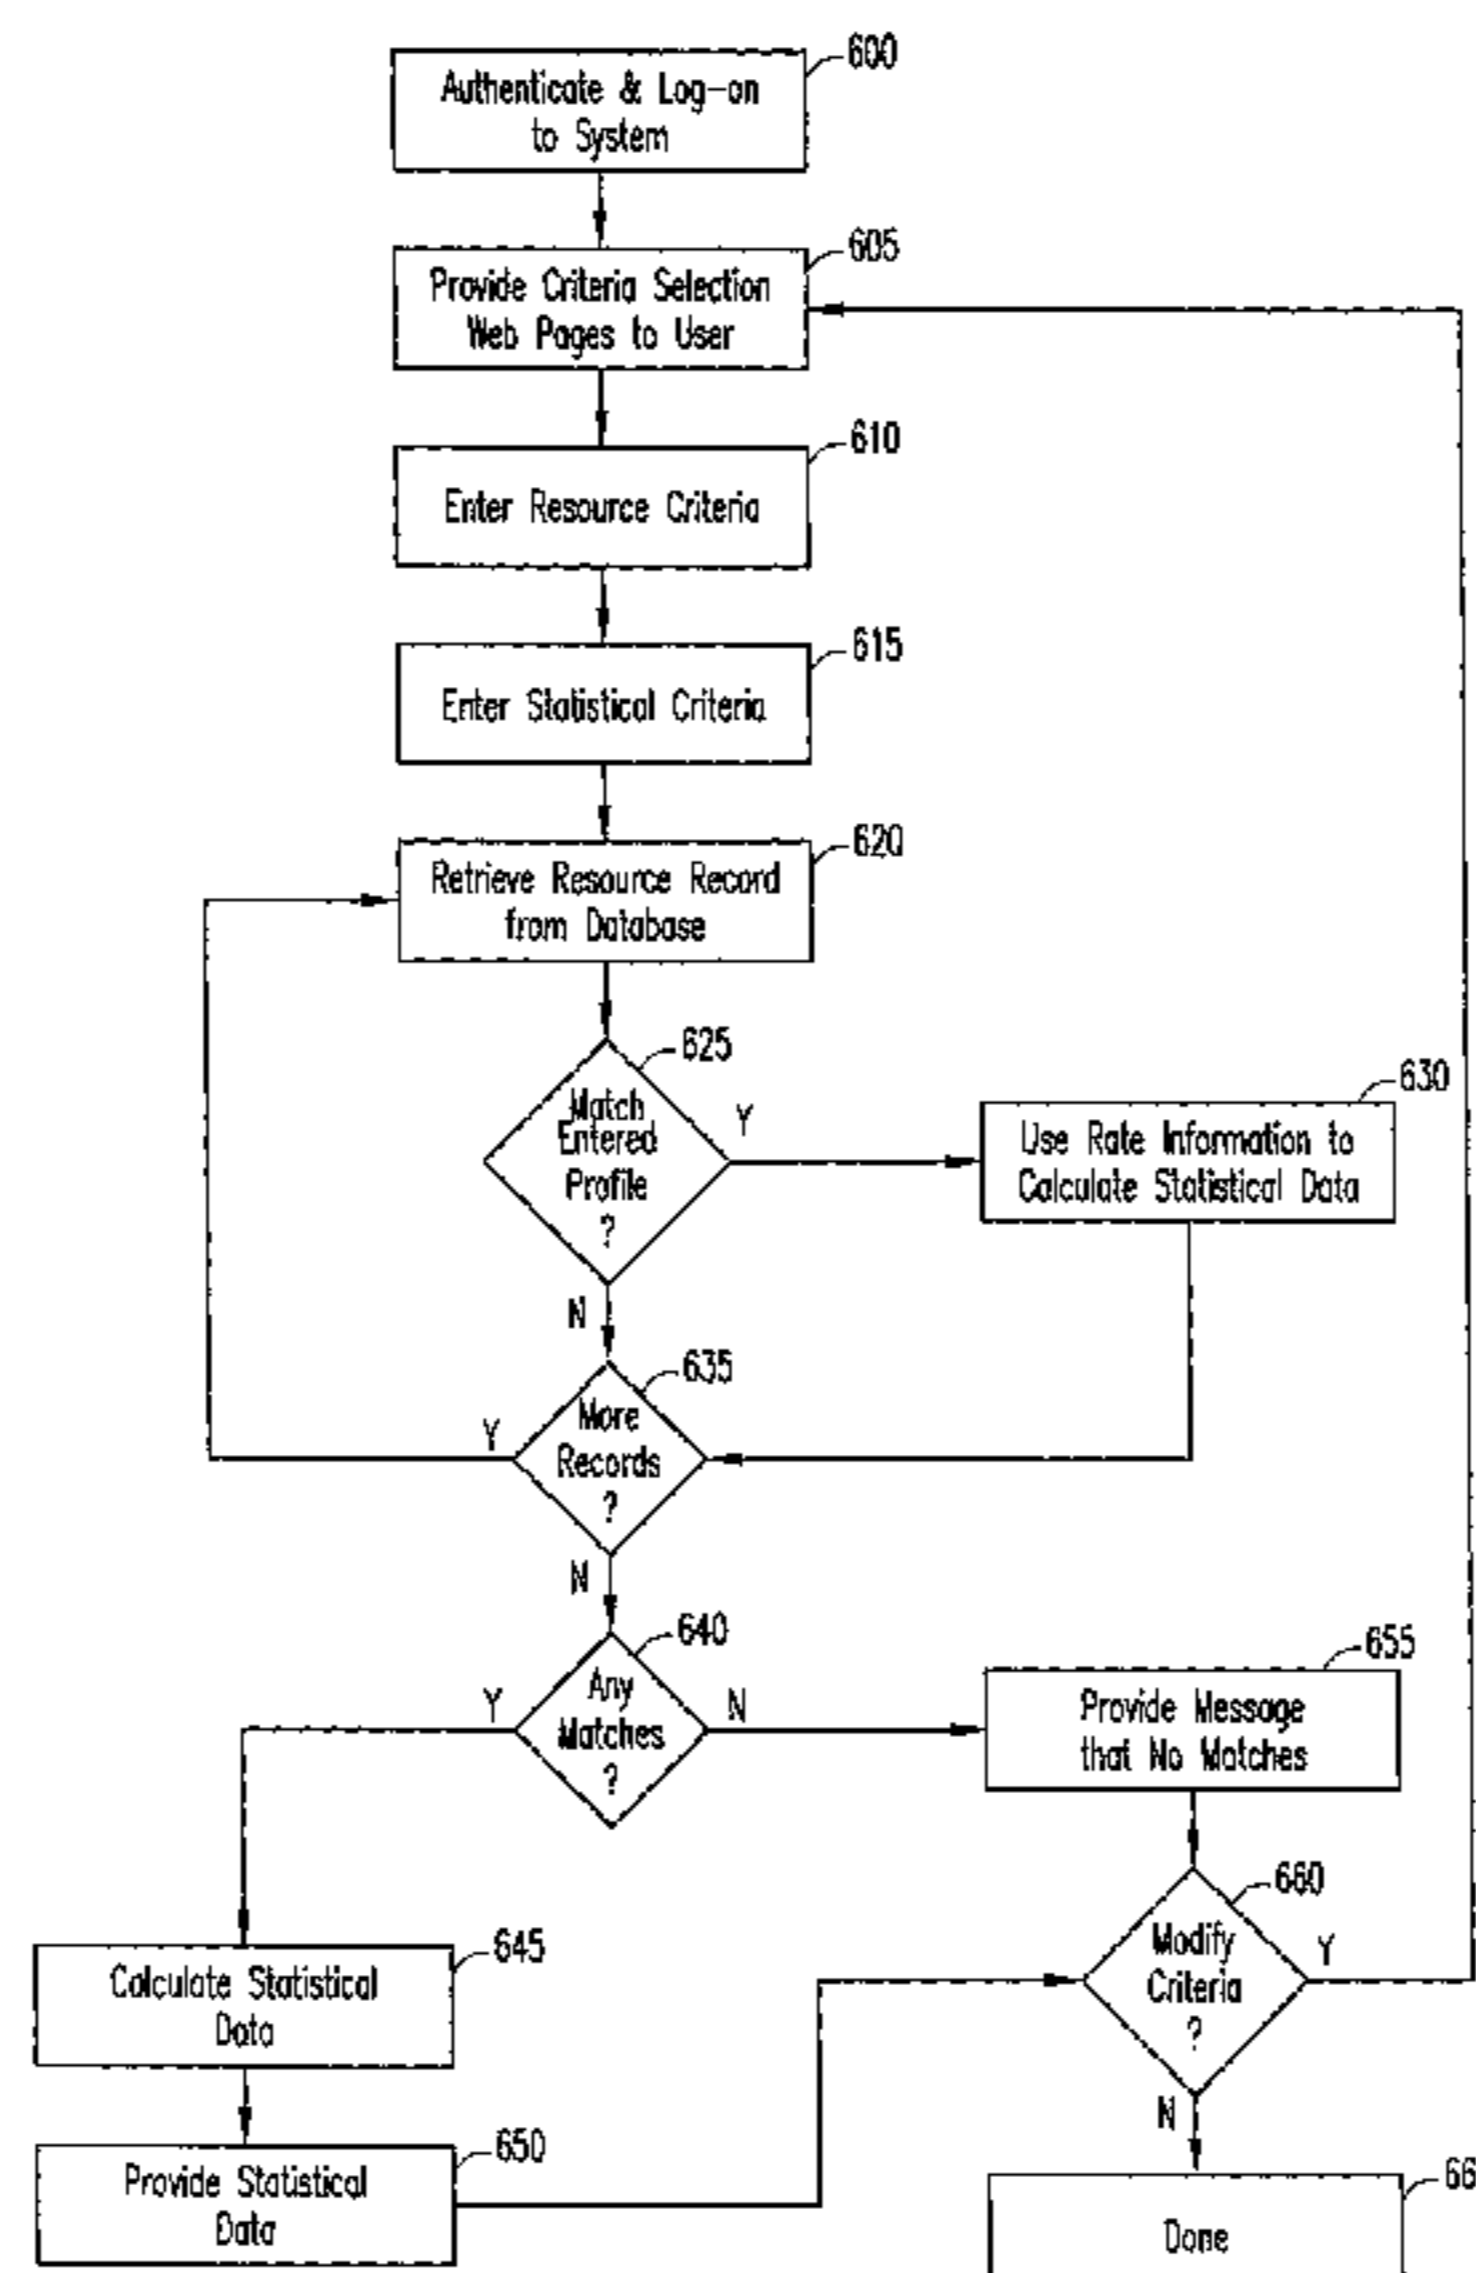 600
Authenticate & Log-on
to System
605
Provide Criteria Selection
Web Pages to User
610
Enter Resource Criteria
615
Enter Statistical Criteria
620
Retrieve Resource Record
from Database
625
Match
Entered
Profile
?
Y
630
Use Rate Information to
Calculate Statistical Data
N
635
More
Records
?
Y
N
640
Any
Matches
?
Y
N
655
Provide Message
that No Matches
660
Modify
Criteria
?
Y
645
Calculate Statistical
Data
N
650
Provide Statistical
Data
66
Done